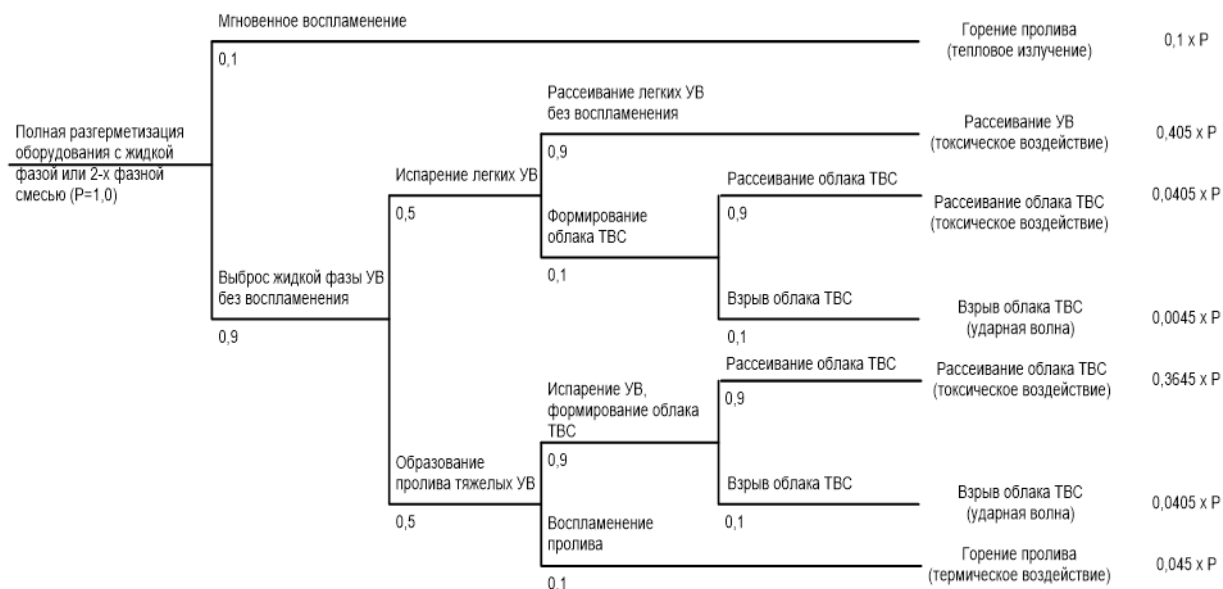 Мгновенное воспламенение
0,1
Горение пролива
(тепловое излучение)
0,1 x P
Полная разгерметизация
оборудования с жидкой
фазой или 2-х фазной
смесью (P=1,0)
Рассеивание легких УВ
без воспламенения
0,9
Рассеивание УВ
(токсическое воздействие)
0,405 x P
Испарение легких УВ
0,5
Формирование
облака ТВС
0,1
Рассеивание облака ТВС
0,9
Рассеивание облака ТВС
(токсическое воздействие)
0,0405 x P
Выброс жидкой фазы УВ
без воспламенения
0,9
Взрыв облака ТВС
0,1
Взрыв облака ТВС
(ударная волна)
0,0045 x P
Рассеивание облака ТВС
0,9
Рассеивание облака ТВС
(токсическое воздействие)
0,3645 x P
Испарение УВ,
формирование облака
ТВС
0,9
Образование
пролива тяжелых УВ
0,5
Взрыв облака ТВС
0,1
Взрыв облака ТВС
(ударная волна)
0,0405 x P
Воспламенение
пролива
0,1
Горение пролива
(термическое воздействие)
0,045 x P